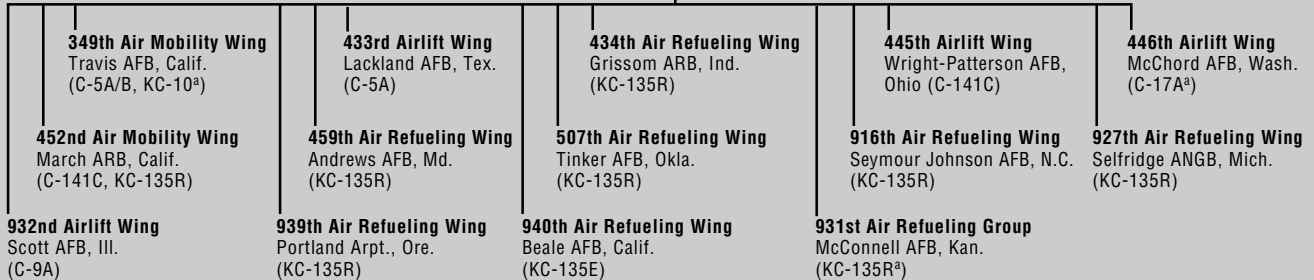 349th Air Mobility Wing
Travis AFB, Calif.
(C-5A/B, KC-10ª)
433rd Airlift Wing
Lackland AFB, Tex.
(C-5A)
434th Air Refueling Wing
Grissom ARB, Ind.
(KC-135R)
445th Airlift Wing
Wright-Patterson AFB,
Ohio (C-141C)
446th Airlift Wing
McChord AFB, Wash.
(C-17Aª)
452nd Air Mobility Wing
March ARB, Calif.
(C-141C, KC-135R)
459th Air Refueling Wing
Andrews AFB, Md.
(KC-135R)
507th Air Refueling Wing
Tinker AFB, Okla.
(KC-135R)
916th Air Refueling Wing
Seymour Johnson AFB, N.C.
(KC-135R)
927th Air Refueling Wing
Selfridge ANGB, Mich.
(KC-135R)
932nd Airlift Wing
Scott AFB, Ill.
(C-9A)
939th Air Refueling Wing
Portland Arpt., Ore.
(KC-135R)
940th Air Refueling Wing
Beale AFB, Calif.
(KC-135E)
931st Air Refueling Group
McConnell AFB, Kan.
(KC-135Rª)